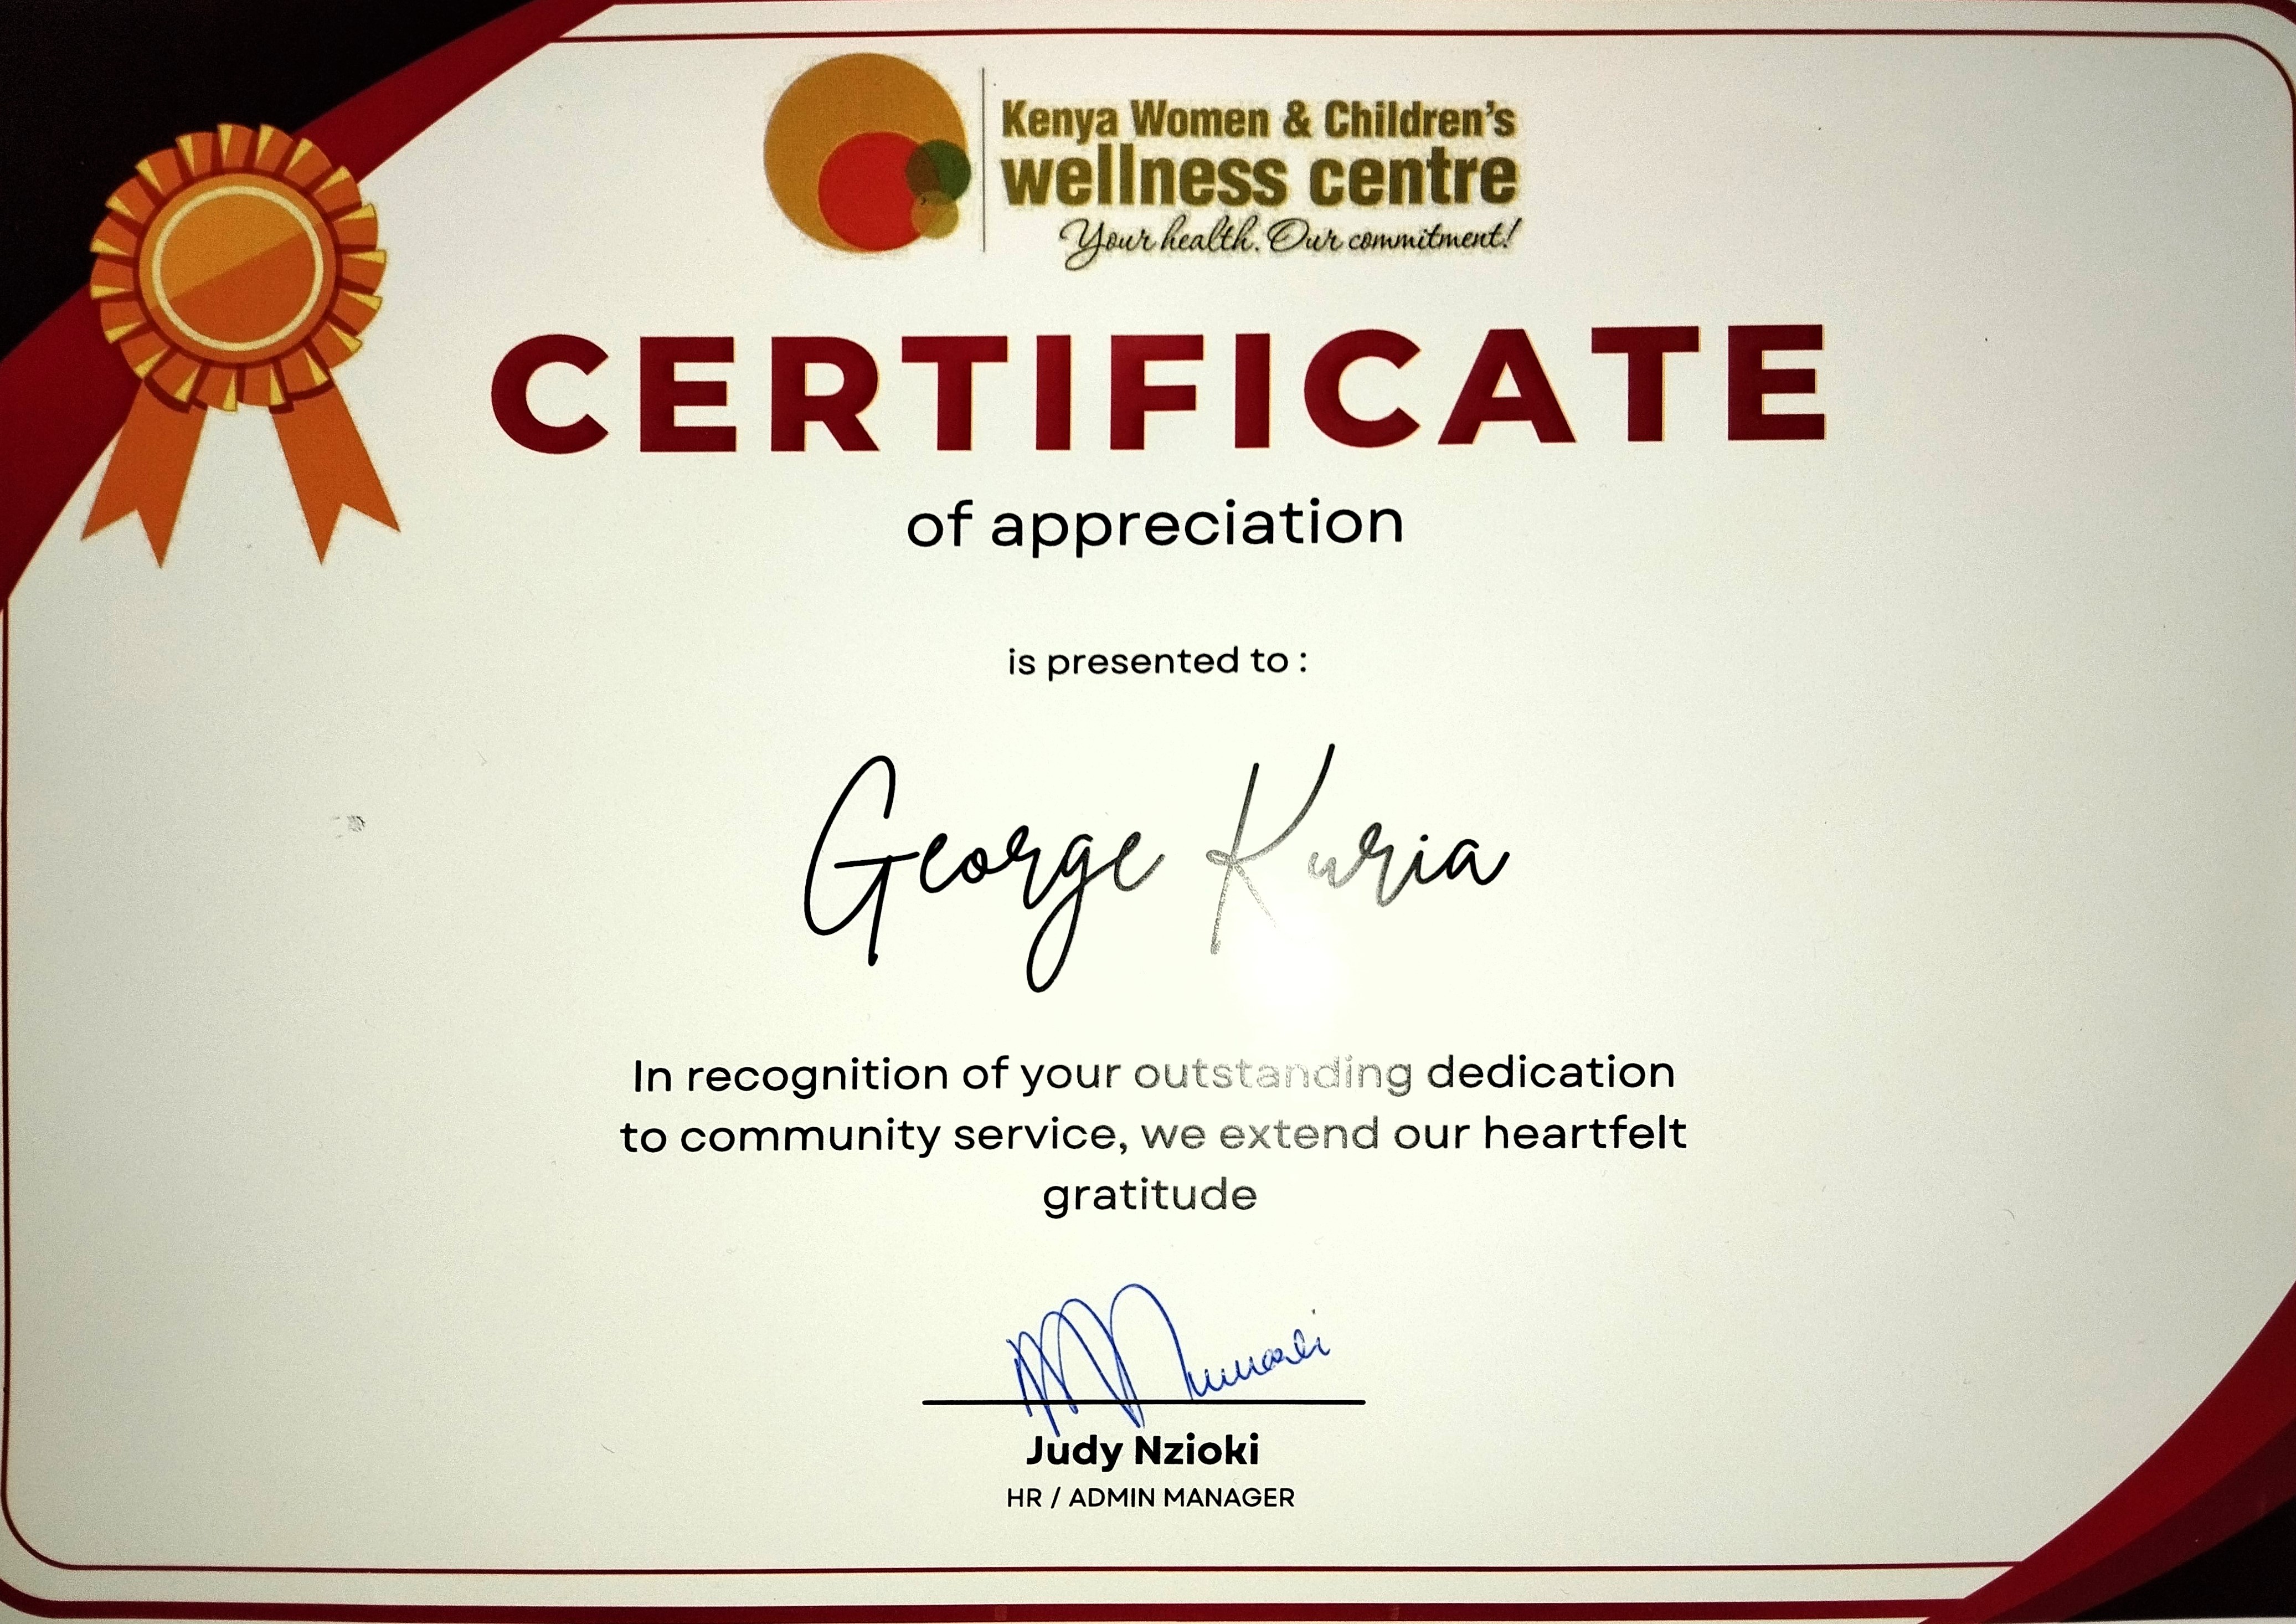 Kenya Women & Children's
wellness centre
Your health. Our commitment!
CERTIFICATE
of appreciation
is presented to :
George Kuria
In recognition of your outstanding dedication
to community service, we extend our heartfelt
gratitude
Judy Nzioki
HR / ADMIN MANAGER